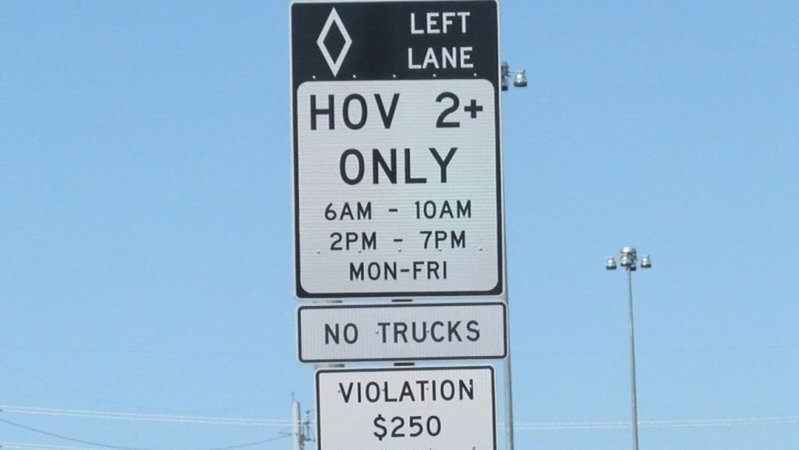 LEFT
LANE
HOV 2+
ONLY
6AM - 10AM
2PM - 7PM
MON-FRI
NO TRUCKS
VIOLATION
$250